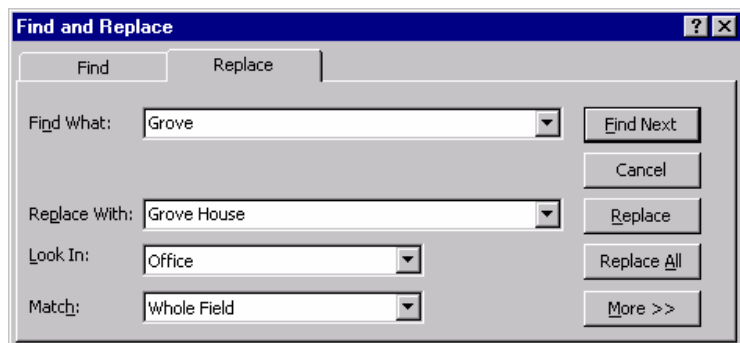 Find and Replace
Find Replace
Find What: Grove Find Next
Cancel
Replace With: Grove House Replace
Look In: Office Replace All
Match: Whole Field More >>